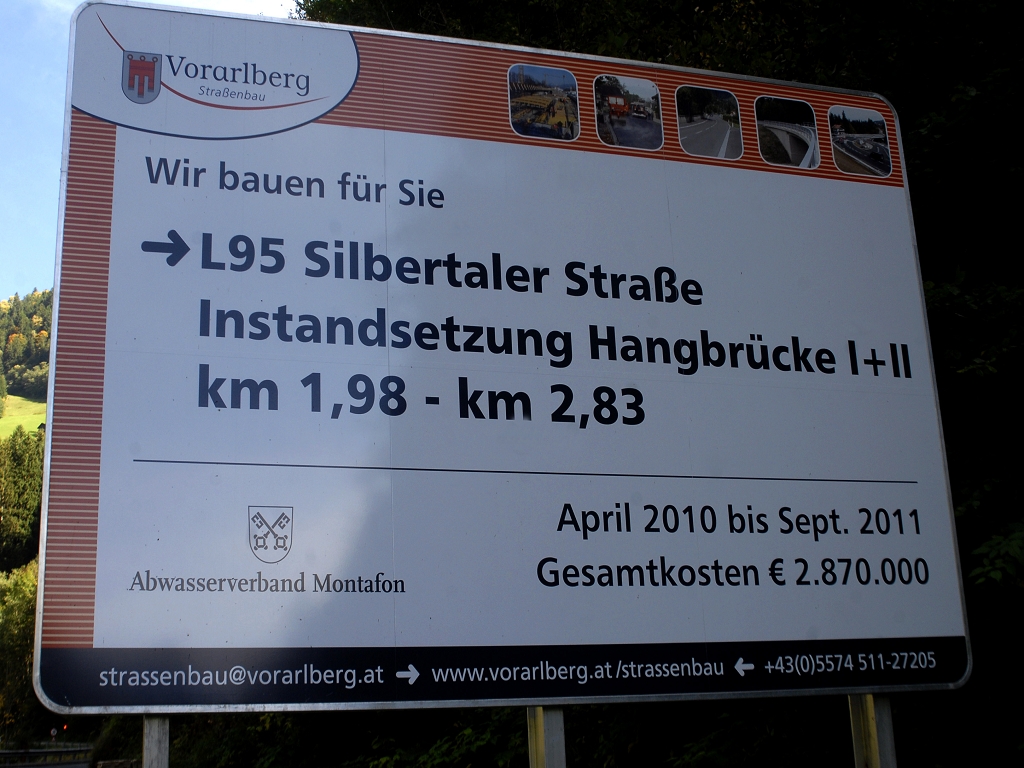 Vorarlberg
Straßenbau
Wir bauen für Sie
➔ L95 Silbertaler Straße
Instandsetzung Hangbrücke I+II
km 1,98 - km 2,83
April 2010 bis Sept. 2011
Gesamtkosten € 2.870.000
Abwasserverband Montafon
strassenbau@vorarlberg.at ➔ www.vorarlberg.at/strassenbau ← +43(0)5574 511-27205